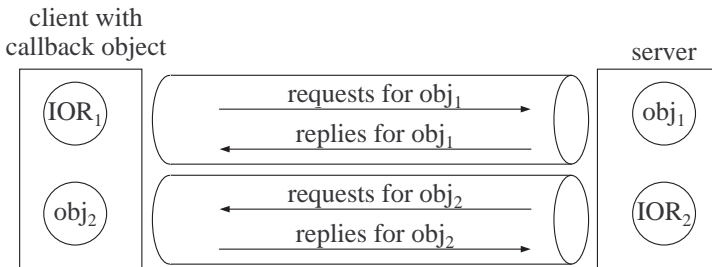 client with
callback object
server
IOR₁
requests for obj₁
replies for obj₁
obj₁
obj₂
requests for obj₂
replies for obj₂
IOR₂